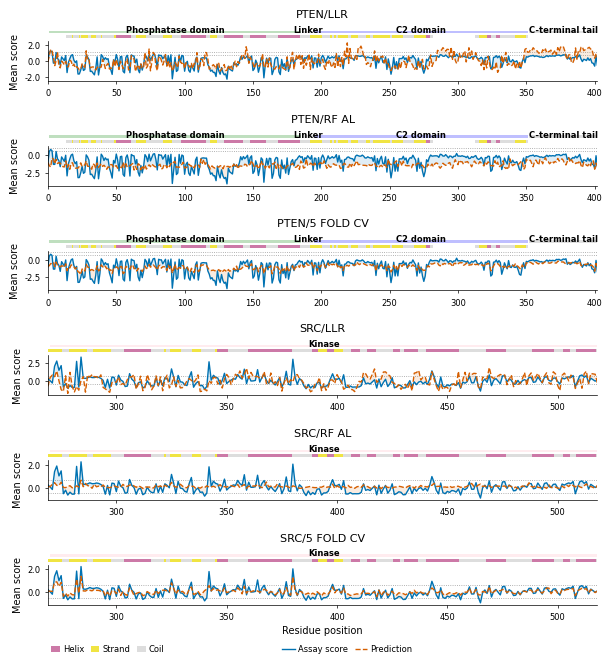 PTEN/LLR
Phosphatase domain Linker C2 domain C-terminal tail
Mean score
2.0
0.0
-2.0
0 50 100 150 200 250 300 350 400
PTEN/RF AL
Phosphatase domain Linker C2 domain C-terminal tail
Mean score
0.0
-2.5
0 50 100 150 200 250 300 350 400
PTEN/5 FOLD CV
Phosphatase domain Linker C2 domain C-terminal tail
Mean score
0.0
-2.5
0 50 100 150 200 250 300 350 400
SRC/LLR
Kinase
Mean score
2.5
0.0
300 350 400 450 500
SRC/RF AL
Kinase
Mean score
2.0
0.0
300 350 400 450 500
SRC/5 FOLD CV
Kinase
Mean score
2.0
0.0
300 350 400 450 500
Residue position
Helix Strand Coil Assay score Prediction